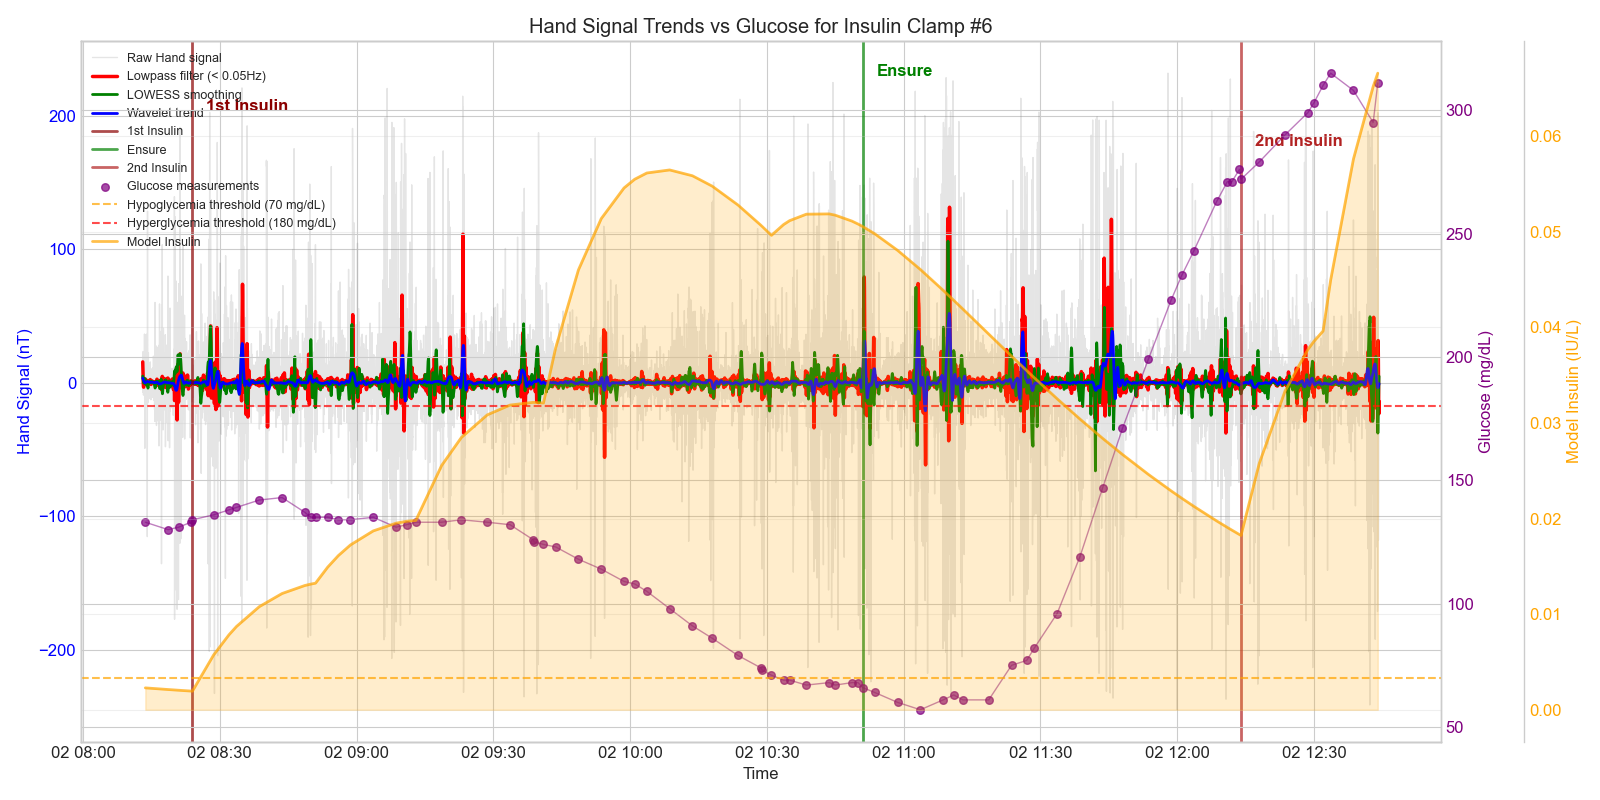 Hand Signal Trends vs Glucose for Insulin Clamp #6
Raw Hand signal
Lowpass filter (< 0.05Hz)
LOWESS smoothing
Wavelet trend
1st Insulin
Ensure
2nd Insulin
Glucose measurements
Hypoglycemia threshold (70 mg/dL)
Hyperglycemia threshold (180 mg/dL)
Model Insulin
1st Insulin
Ensure
2nd Insulin
Hand Signal (nT)
200
100
0
−100
−200
300
250
200
150
100
50
Glucose (mg/dL)
0.06
0.05
0.04
0.03
0.02
0.01
0.00
Model Insulin (IU/L)
02 08:00 02 08:30 02 09:00 02 09:30 02 10:00 02 10:30 02 11:00 02 11:30 02 12:00 02 12:30
Time